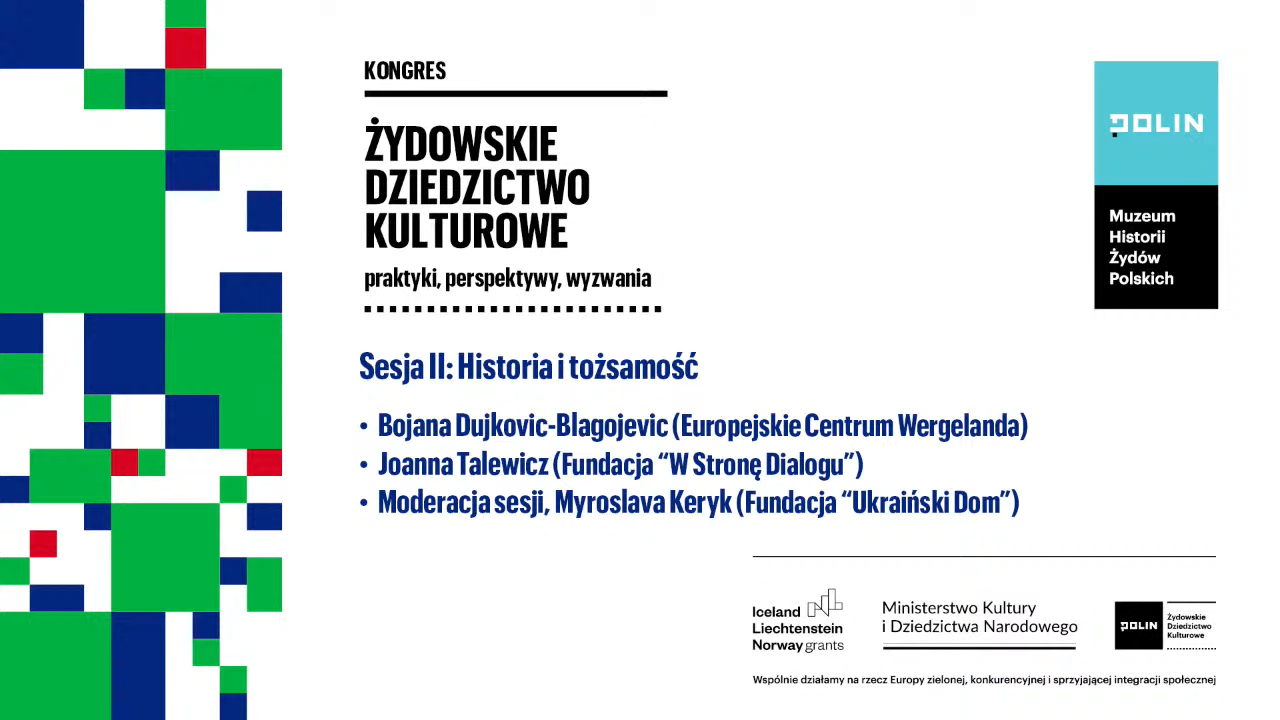 KONGRES
ŻYDOWSKIE
DZIEDZICTWO
KULTUROWE
praktyki, perspektywy, wyzwania
POLIN
Muzeum
Historii
Żydów
Polskich
Sesja II: Historia i tożsamość
• Bojana Dujkovic-Blagojevic (Europejskie Centrum Wergelanda)
• Joanna Talewicz (Fundacja “W Stronę Dialogu”)
• Moderacja sesji, Myroslava Keryk (Fundacja “Ukraiński Dom”)
Iceland
Liechtenstein
Norway grants
Ministerstwo Kultury
i Dziedzictwa Narodowego
POLIN
Żydowskie
Dziedzictwo
Kulturowe
Wspólnie działamy na rzecz Europy zielonej, konkurencyjnej i sprzyjającej integracji społecznej